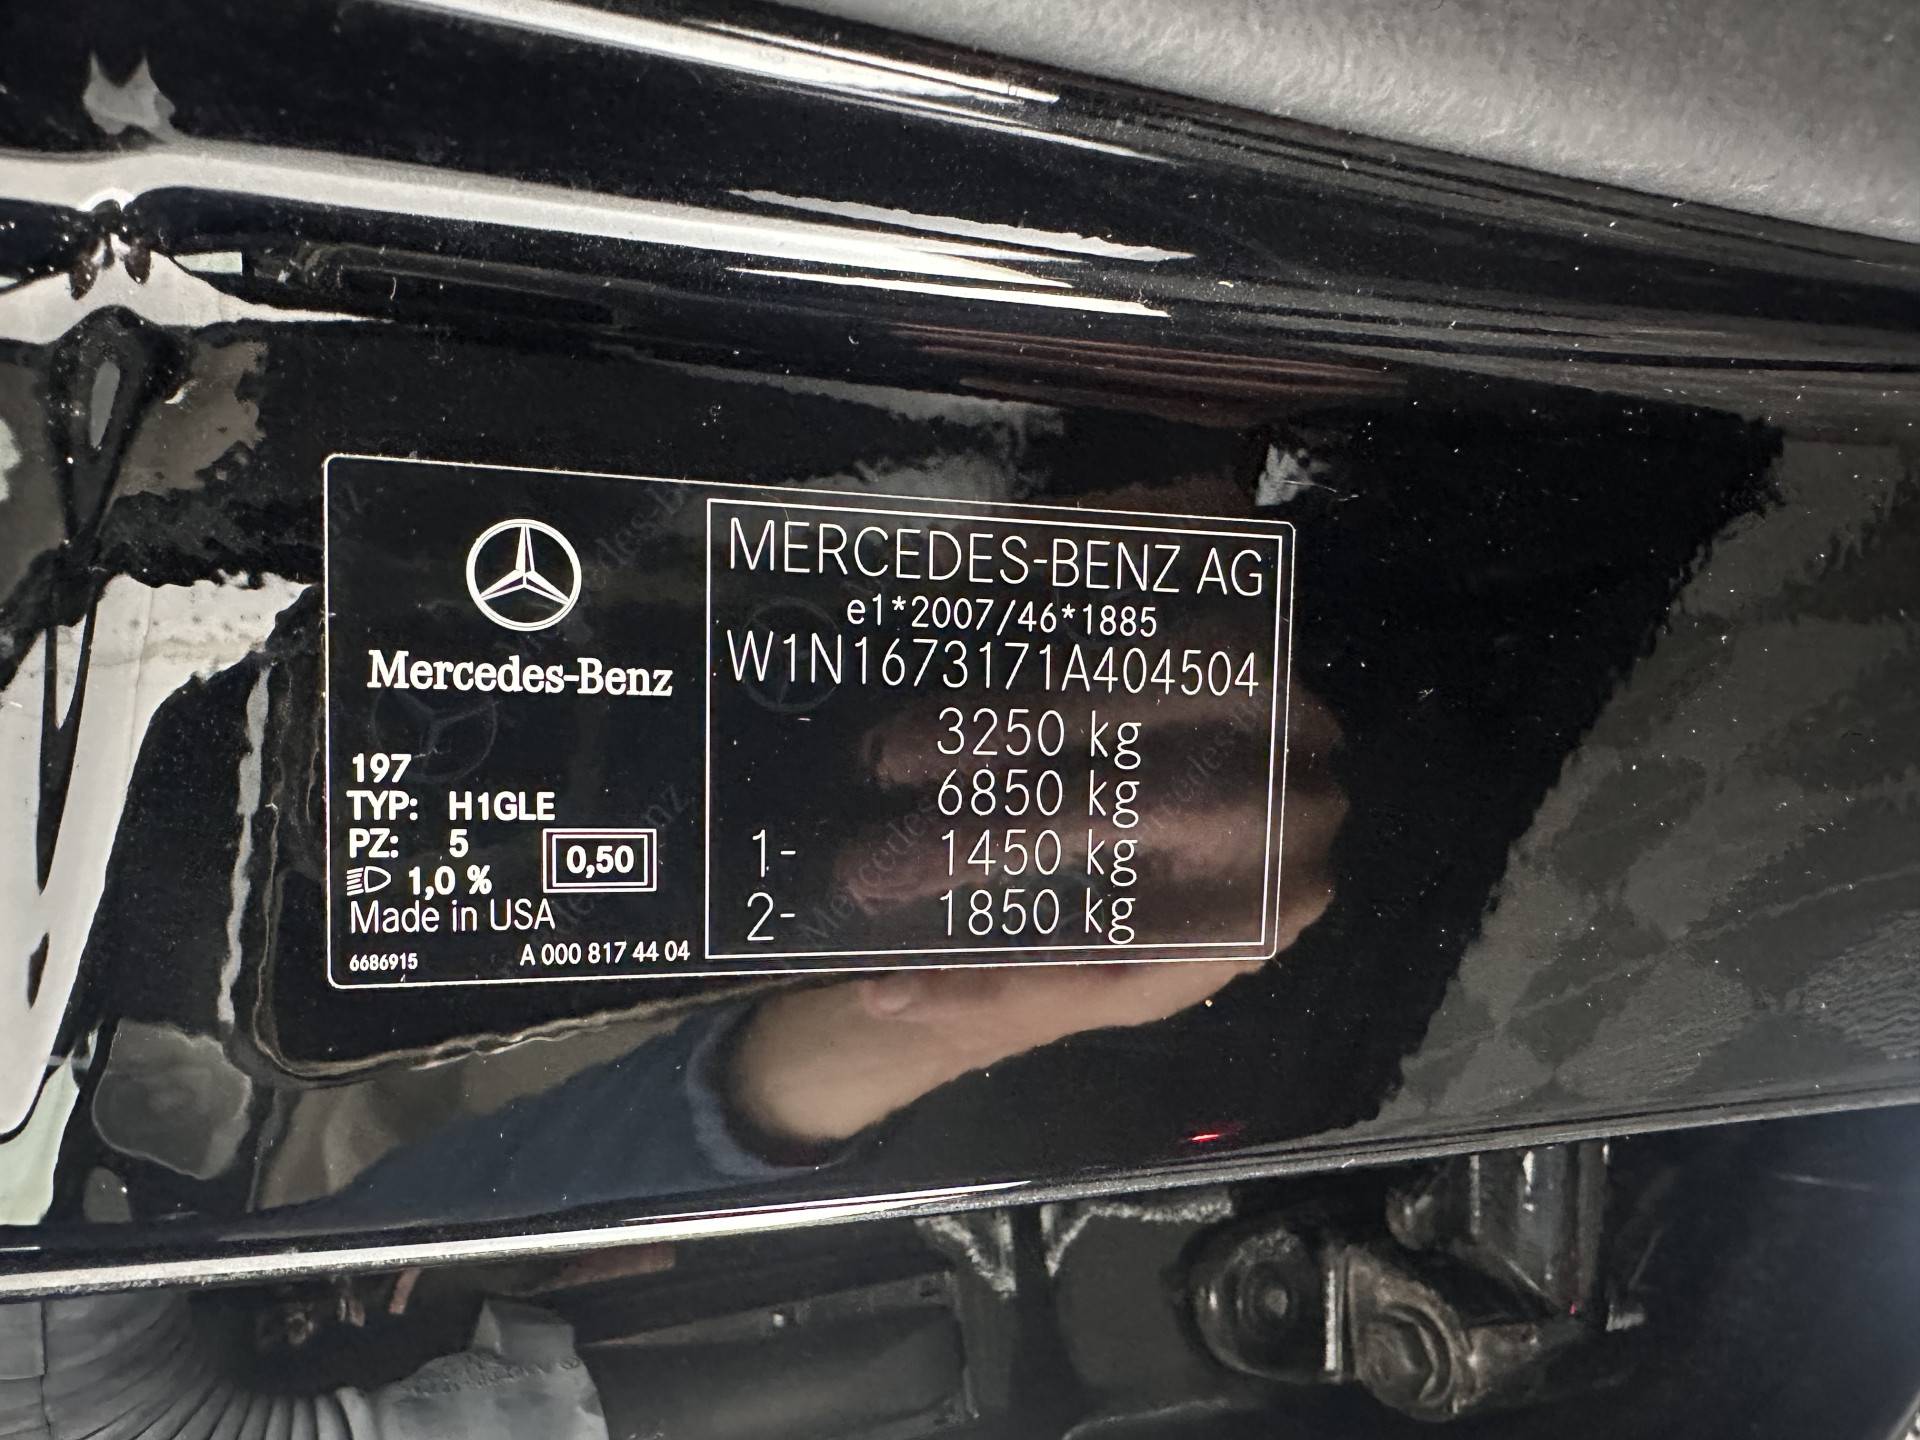 Mercedes-Benz
197
TYP: H1GLE
PZ: 5
1,0 %
0,50
Made in USA
6686915 A 000 817 44 04
MERCEDES-BENZ AG
e1*2007/46*1885
W1N1673171A404504
3250 kg
6850 kg
1- 1450 kg
2- 1850 kg